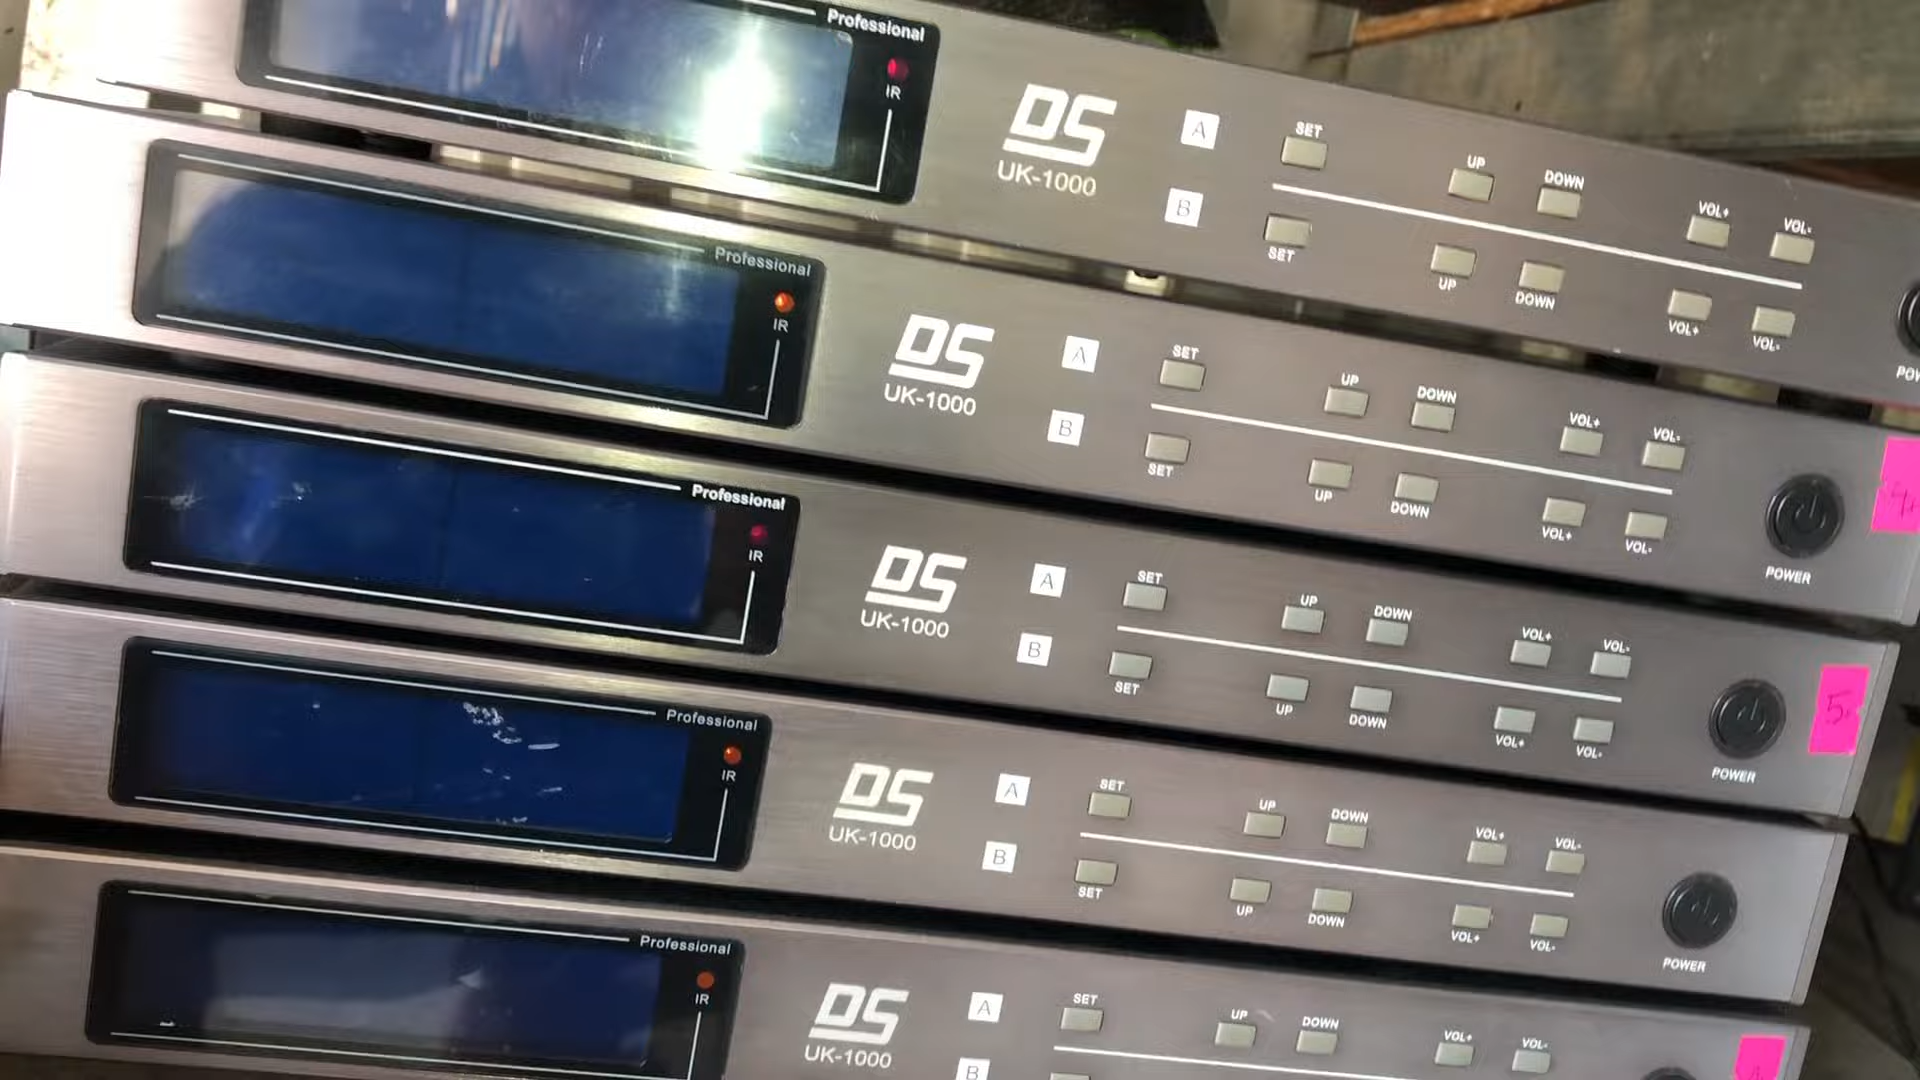 Professional
IR
DS
UK-1000
A
SET
UP
DOWN
VOL+
VOL-
B
SET
UP
DOWN
VOL+
VOL-
Professional
IR
DS
UK-1000
A
SET
UP
DOWN
VOL+
VOL-
B
SET
UP
DOWN
VOL+
VOL-
POWER
Professional
IR
DS
UK-1000
A
SET
UP
DOWN
VOL+
VOL-
B
SET
UP
DOWN
VOL+
VOL-
POWER
5
Professional
IR
DS
UK-1000
A
SET
UP
DOWN
VOL+
VOL-
B
SET
UP
DOWN
VOL+
VOL-
POWER
Professional
IR
DS
UK-1000
A
SET
UP
DOWN
VOL+
VOL-
B